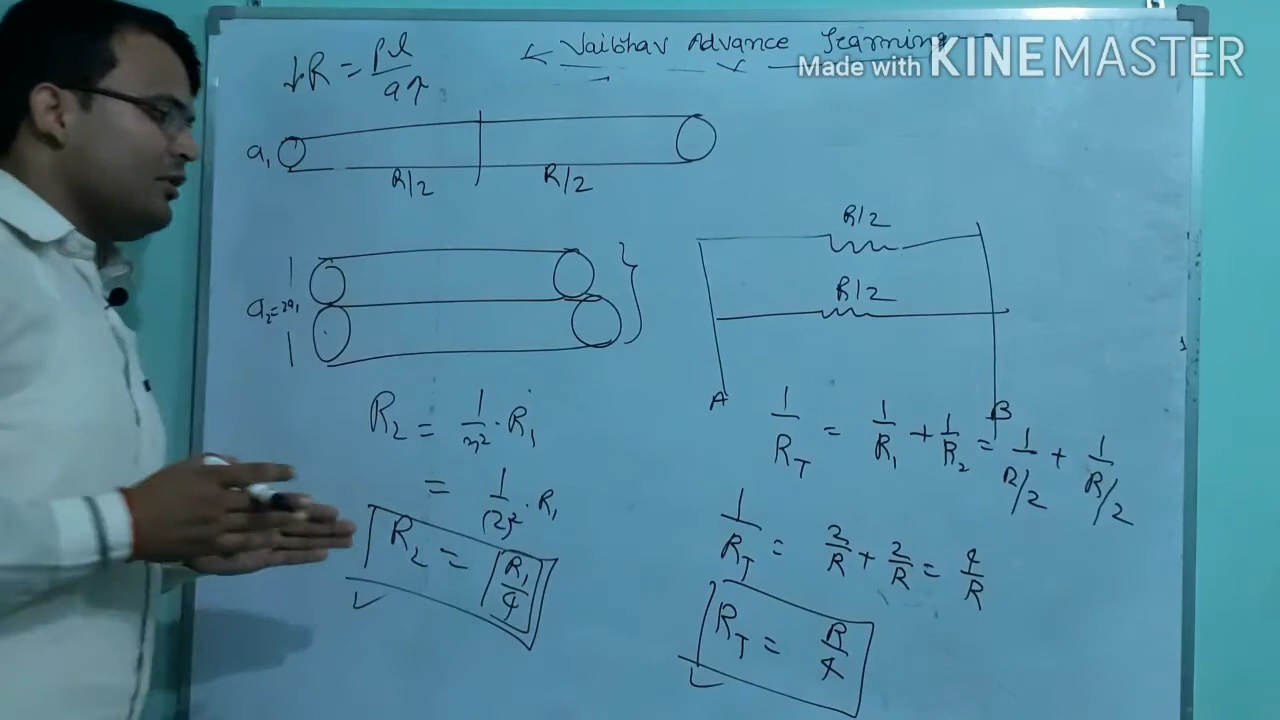 < Vaibhav Advance Learning
Made with KINEMASTER
↓R = ρl/a↑
a₁
R/2 R/2
a₂=2a₁
R/2
R/2
A B
R₂ = 1/n² · R₁
= 1/(2)² · R₁
R₂ = R₁/4
1/R_T = 1/R₁ + 1/R₂ = 1/R/2 + 1/R/2
1/R_T = 2/R + 2/R = 4/R
R_T = R/4